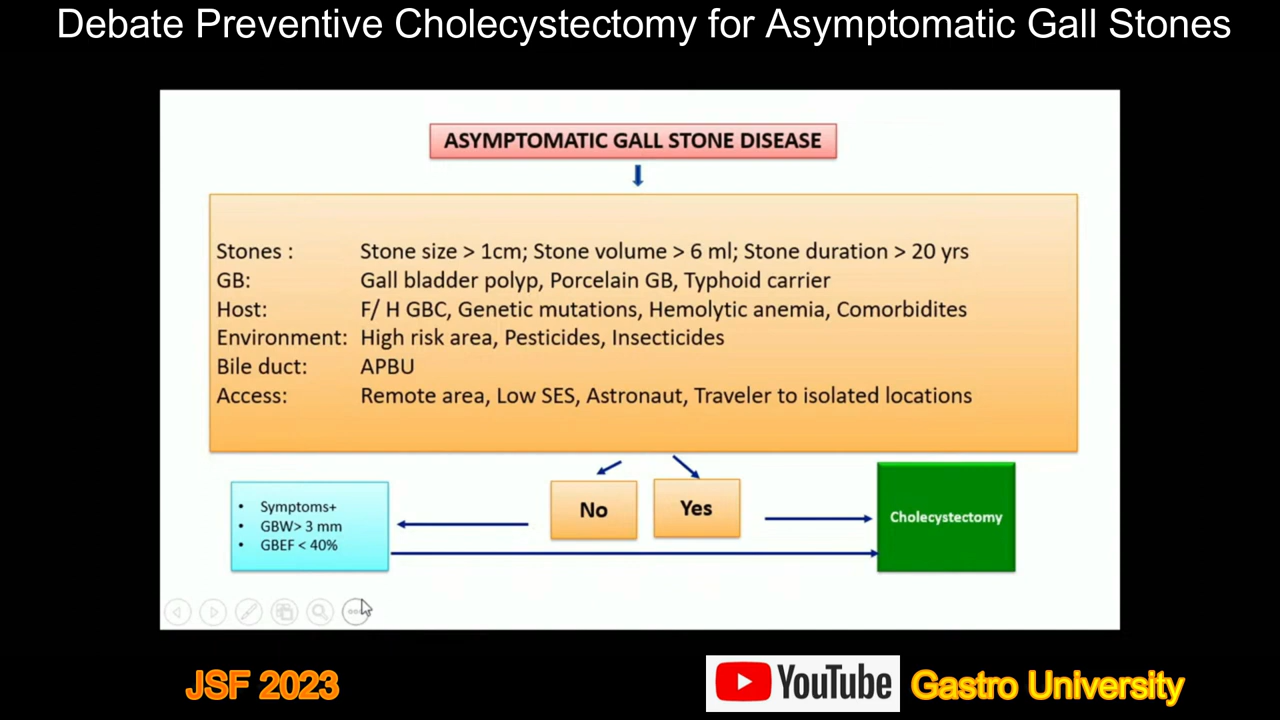 Debate Preventive Cholecystectomy for Asymptomatic Gall Stones
ASYMPTOMATIC GALL STONE DISEASE
Stones : Stone size > 1cm; Stone volume > 6 ml; Stone duration > 20 yrs
GB: Gall bladder polyp, Porcelain GB, Typhoid carrier
Host: F/ H GBC, Genetic mutations, Hemolytic anemia, Comorbidites
Environment: High risk area, Pesticides, Insecticides
Bile duct: APBU
Access: Remote area, Low SES, Astronaut, Traveler to isolated locations
• Symptoms+
• GBW> 3 mm
• GBEF < 40%
No
Yes
Cholecystectomy
JSF 2023
YouTube
Gastro University